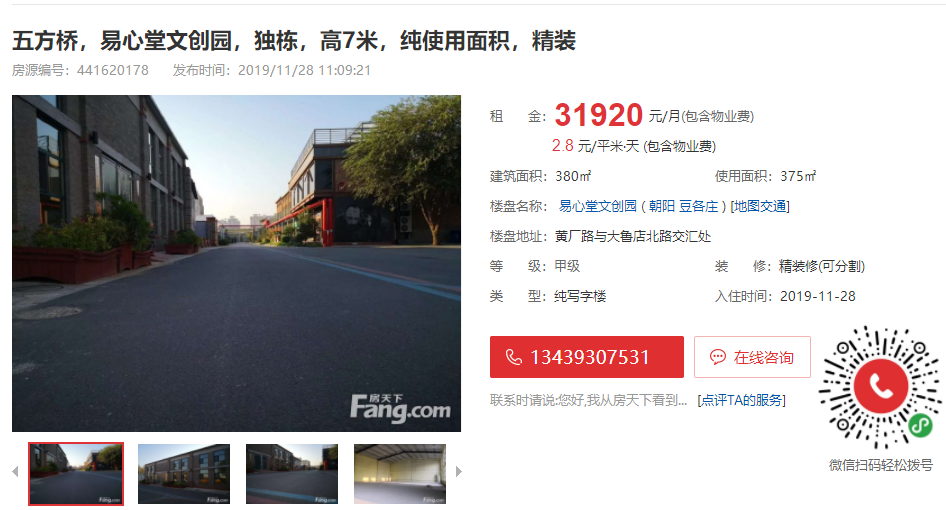 五方桥，易心堂文创园，独栋，高7米，纯使用面积，精装
房源编号：441620178 发布时间：2019/11/28 11:09:21
租 金：31920 元/月(包含物业费)
2.8 元/平米·天 (包含物业费)
建筑面积：380㎡ 使用面积：375㎡
楼盘名称：易心堂文创园 ( 朝阳 豆各庄 ) [地图交通]
楼盘地址：黄厂路与大鲁店北路交汇处
等 级：甲级 装 修：精装修(可分割)
类 型：纯写字楼 入住时间：2019-11-28
13439307531 在线咨询
联系时请说:您好,我从房天下看到... [点评TA的服务]
微信扫码轻松拨号
房天下
Fang.com
Fang.com
Fang.com
Fang.com
Fang.com